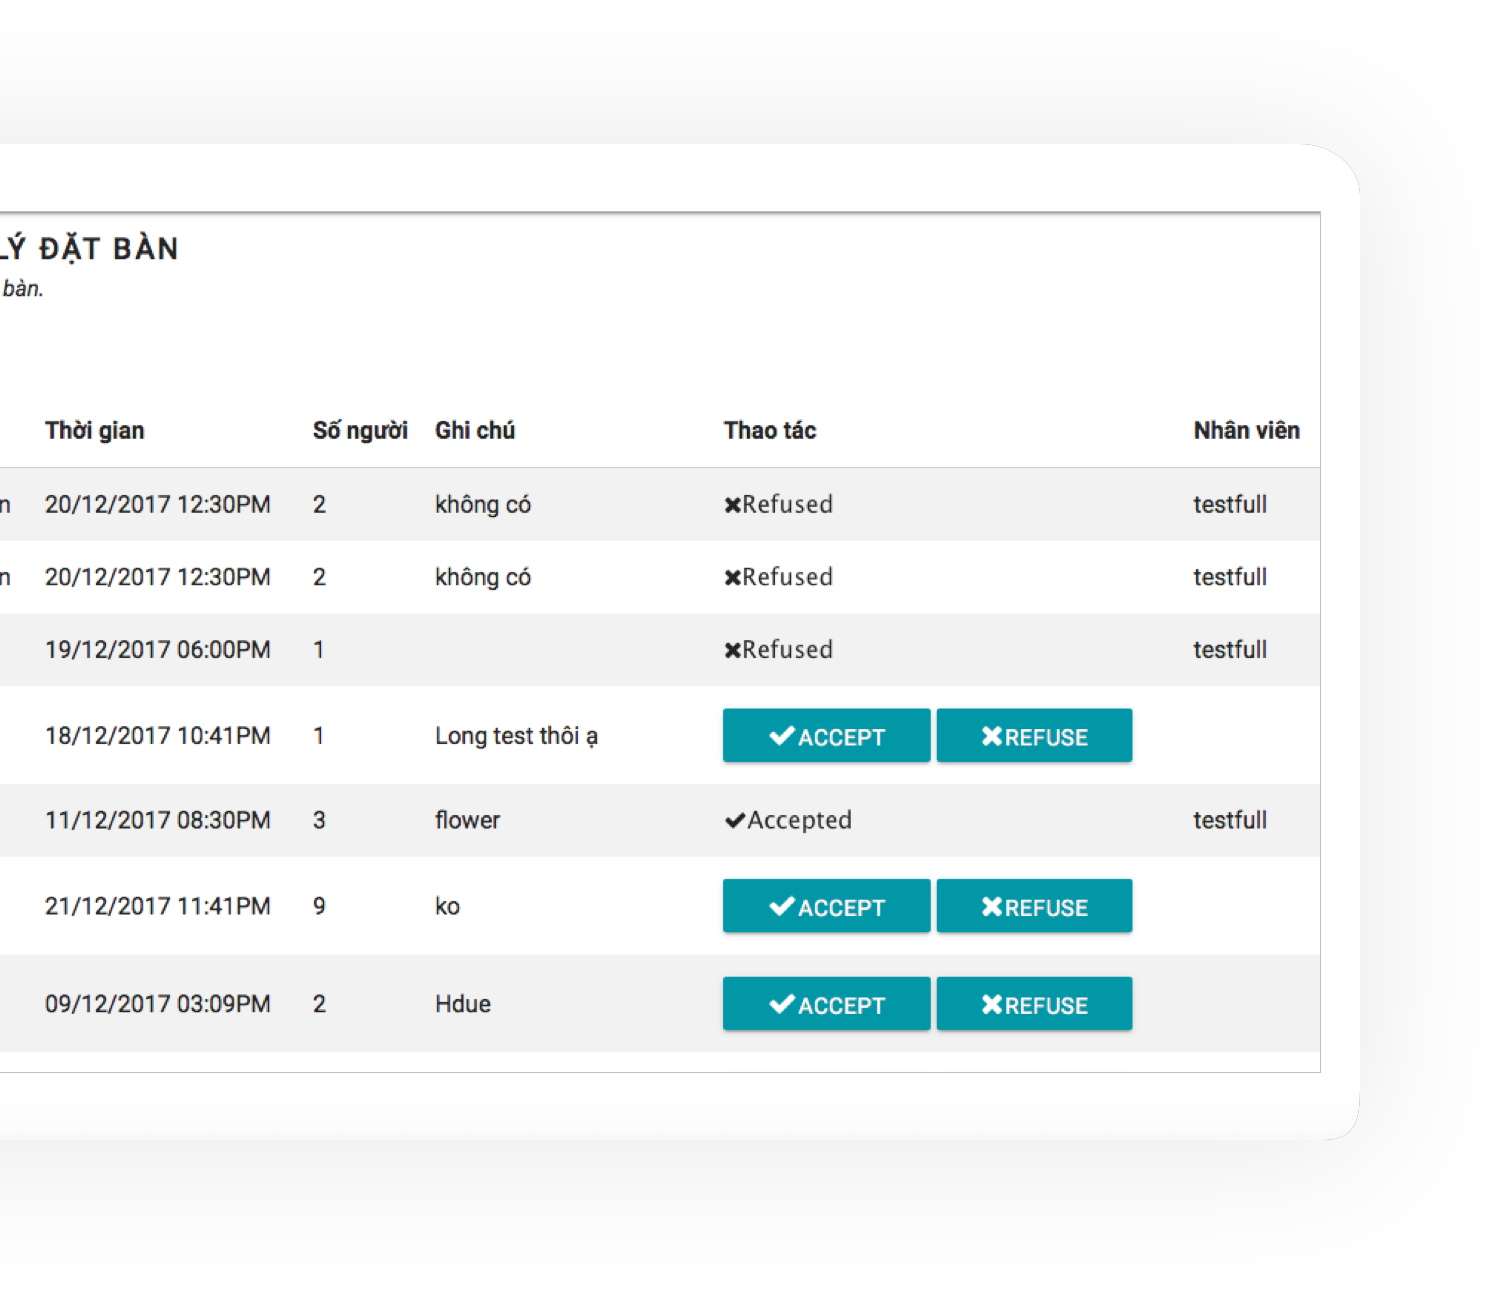 LÝ ĐẶT BÀN
bàn.
Thời gian Số người Ghi chú Thao tác Nhân viên
n 20/12/2017 12:30PM 2 không có Refused testfull
n 20/12/2017 12:30PM 2 không có Refused testfull
19/12/2017 06:00PM 1 Refused testfull
18/12/2017 10:41PM 1 Long test thôi ạ ACCEPT REFUSE
11/12/2017 08:30PM 3 flower Accepted testfull
21/12/2017 11:41PM 9 ko ACCEPT REFUSE
09/12/2017 03:09PM 2 Hdue ACCEPT REFUSE